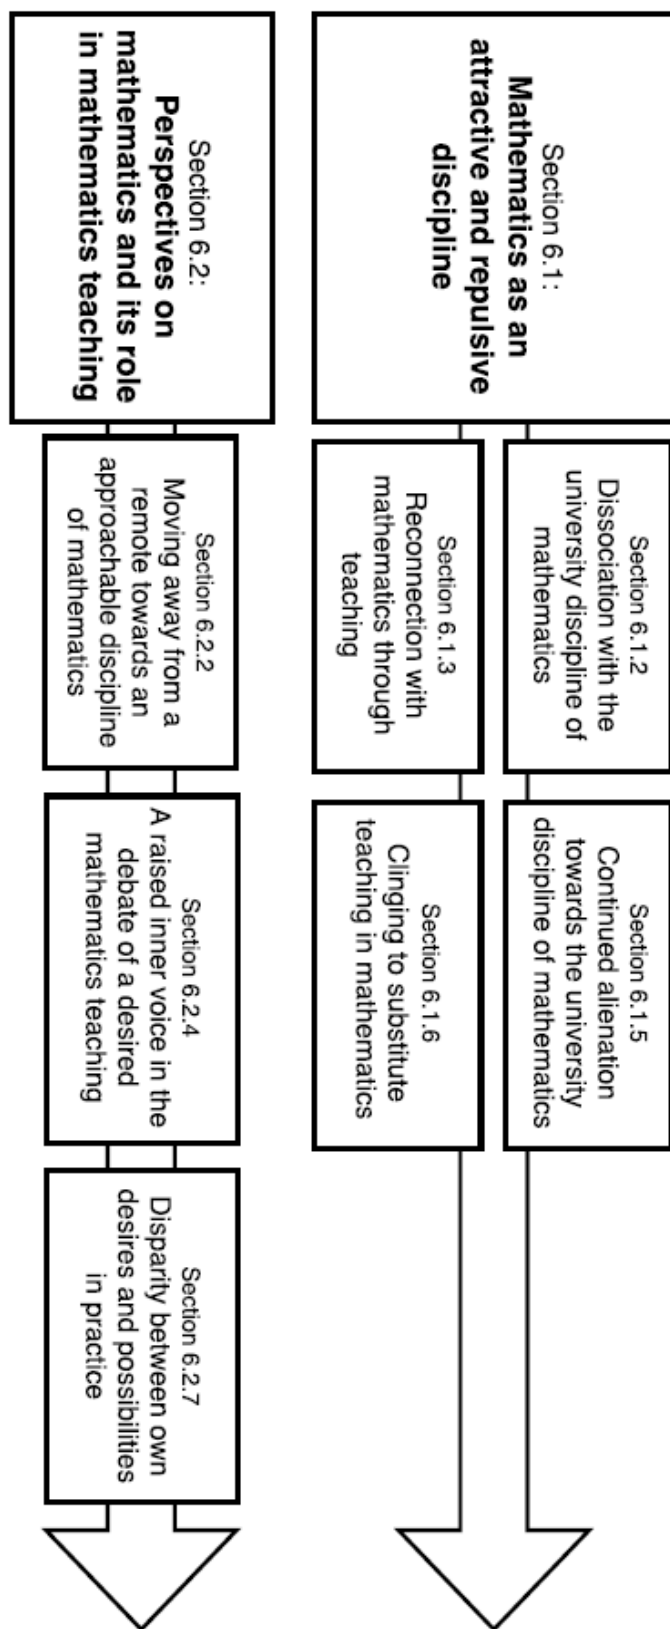 Section 6.1:
Mathematics as an
attractive and repulsive
discipline
Section 6.1.2
Dissociation with the
university discipline of
mathematics
Section 6.1.5
Continued alienation
towards the university
discipline of mathematics
Section 6.1.3
Reconnection with
mathematics through
teaching
Section 6.1.6
Clinging to substitute
teaching in mathematics
Section 6.2:
Perspectives on
mathematics and its role
in mathematics teaching
Section 6.2.2
Moving away from a
remote towards an
approachable discipline
of mathematics
Section 6.2.4
A raised inner voice in the
debate of a desired
mathematics teaching
Section 6.2.7
Disparity between own
desires and possibilities
in practice